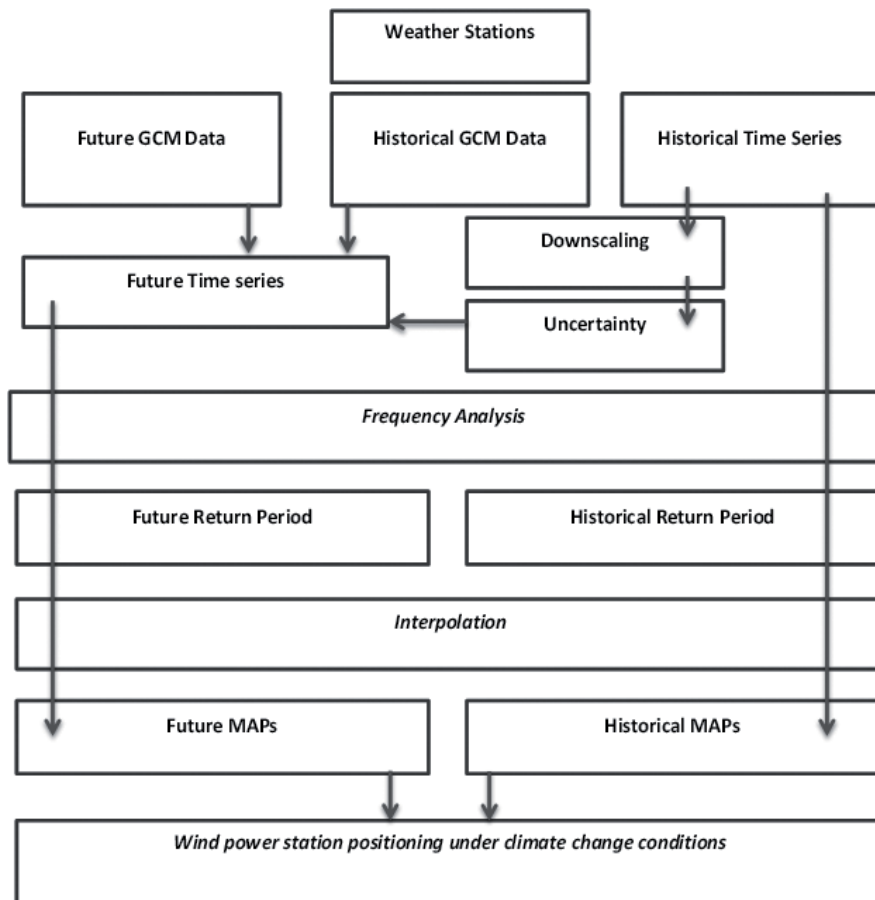 Weather Stations
Future GCM Data
Historical GCM Data
Historical Time Series
Downscaling
Future Time series
Uncertainty
Frequency Analysis
Future Return Period
Historical Return Period
Interpolation
Future MAPs
Historical MAPs
Wind power station positioning under climate change conditions